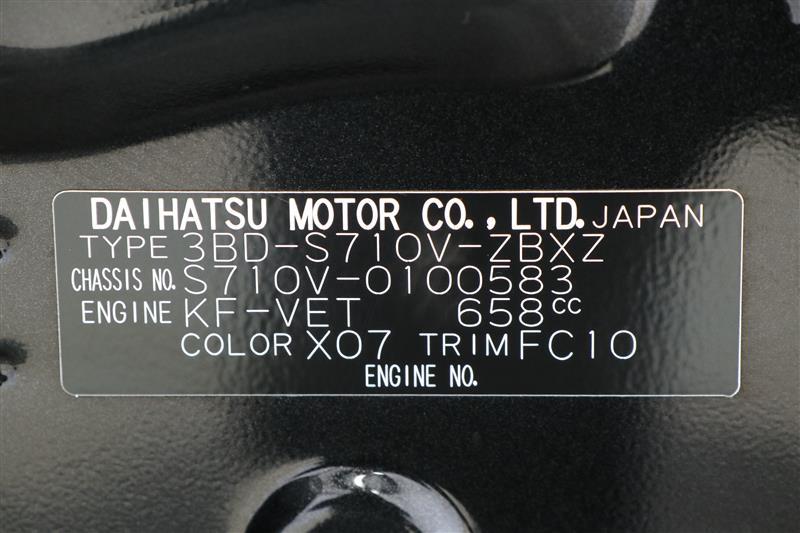 DAIHATSU MOTOR CO., LTD. JAPAN
TYPE 3BD-S710V-ZBXZ
CHASSIS NO. S710V-0100583
ENGINE KF-VET 658cc
COLOR X07 TRIM FC10
ENGINE NO.